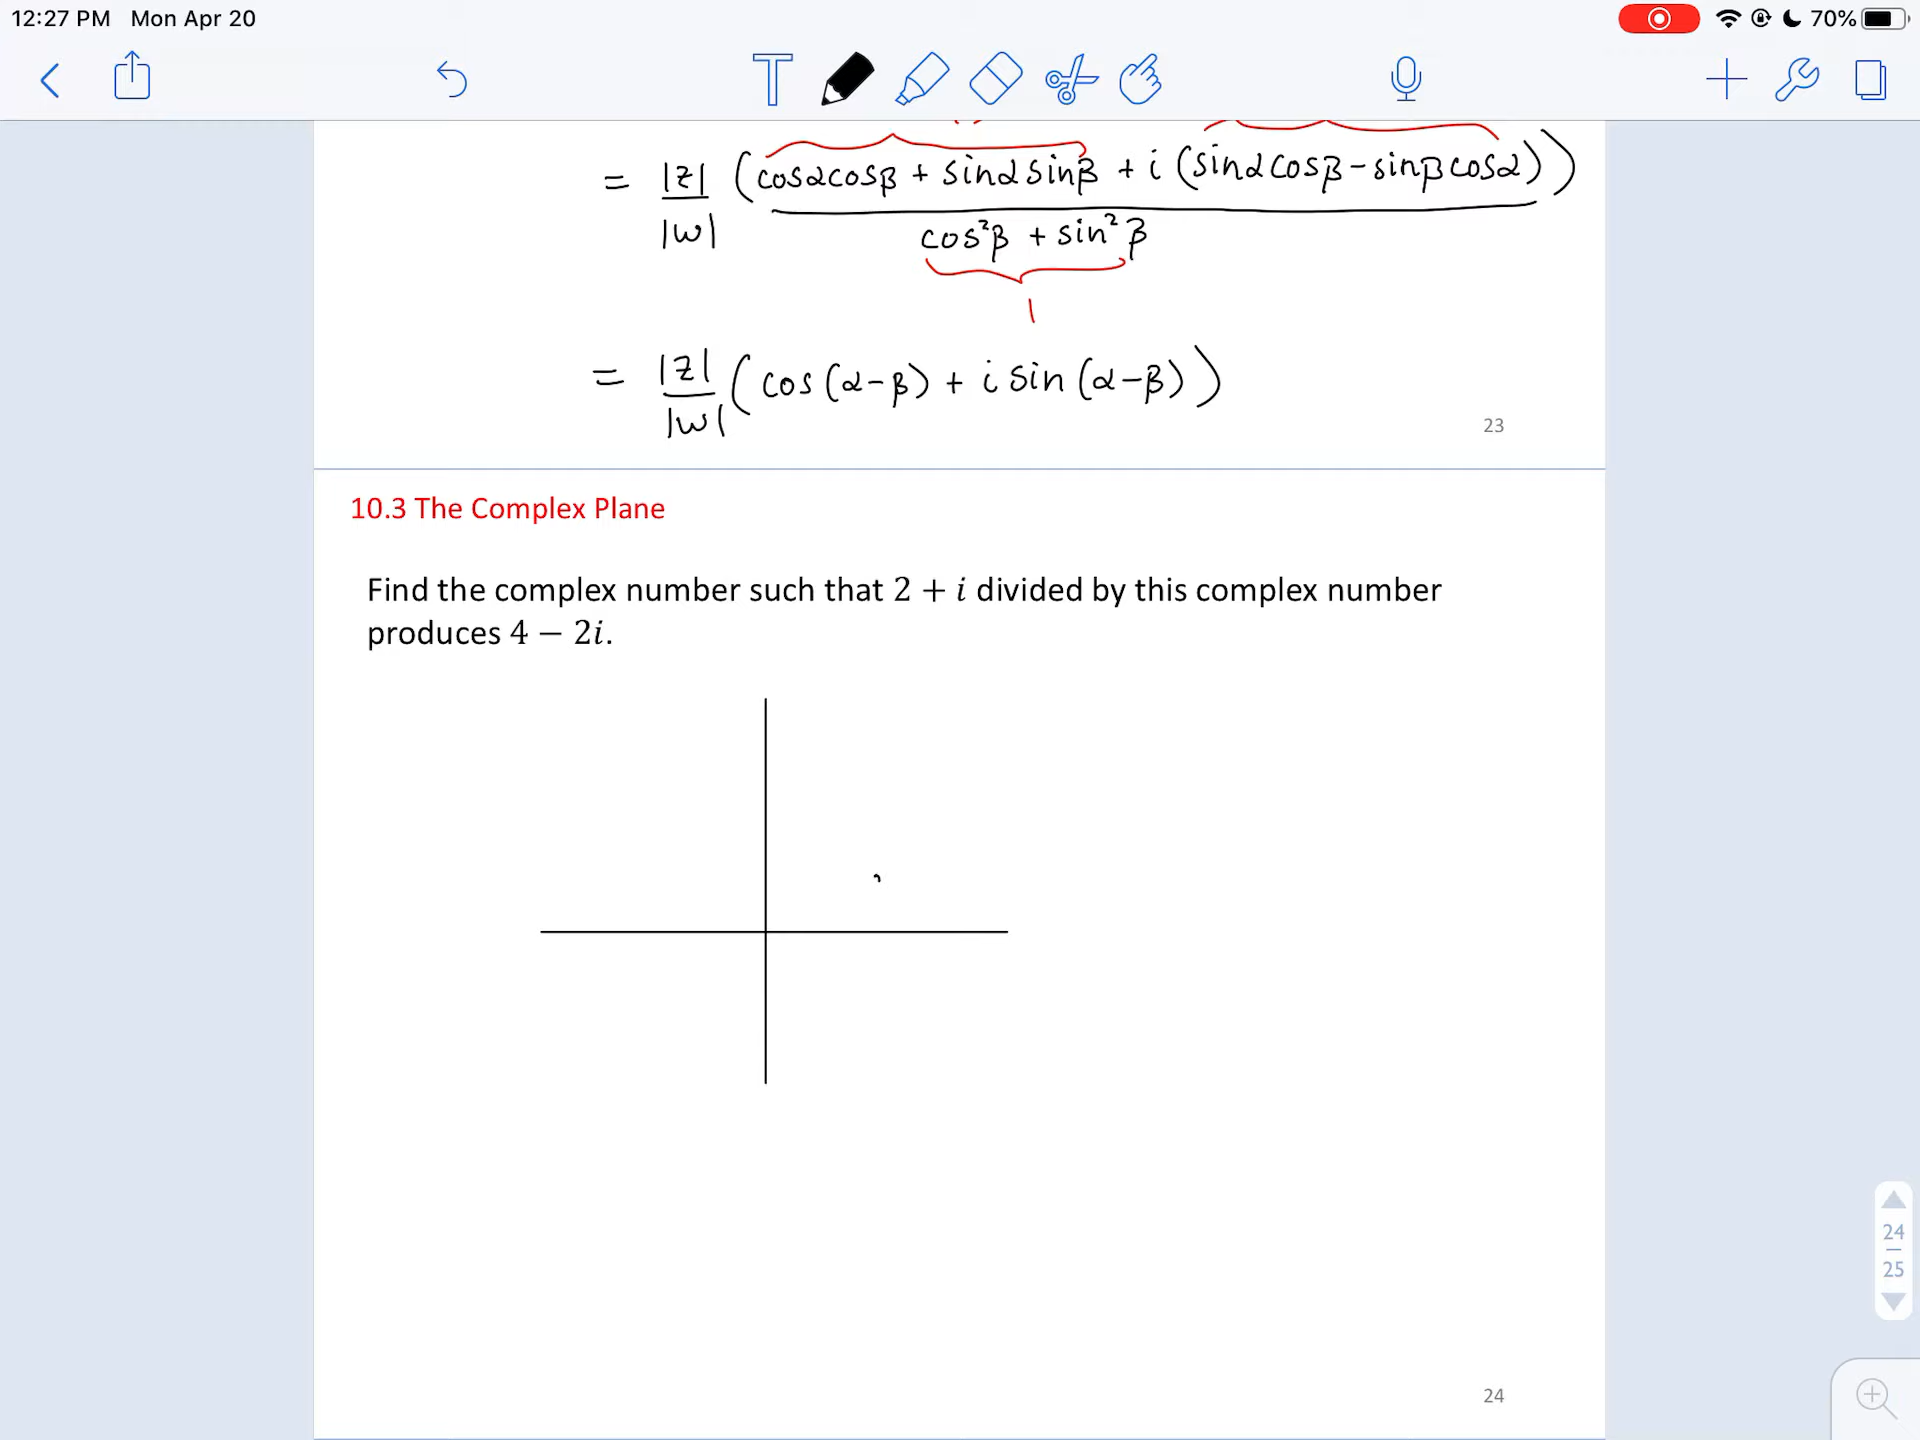 12:27 PM Mon Apr 20
70%
T
= |z|/|w| (cosαcosβ + sinαsinβ + i (sinαcosβ - sinβcosα))
cos²β + sin²β
1
= |z|/|w| (cos(α-β) + i sin(α-β))
23
10.3 The Complex Plane
Find the complex number such that 2 + i divided by this complex number
produces 4 − 2i.
24
25
24